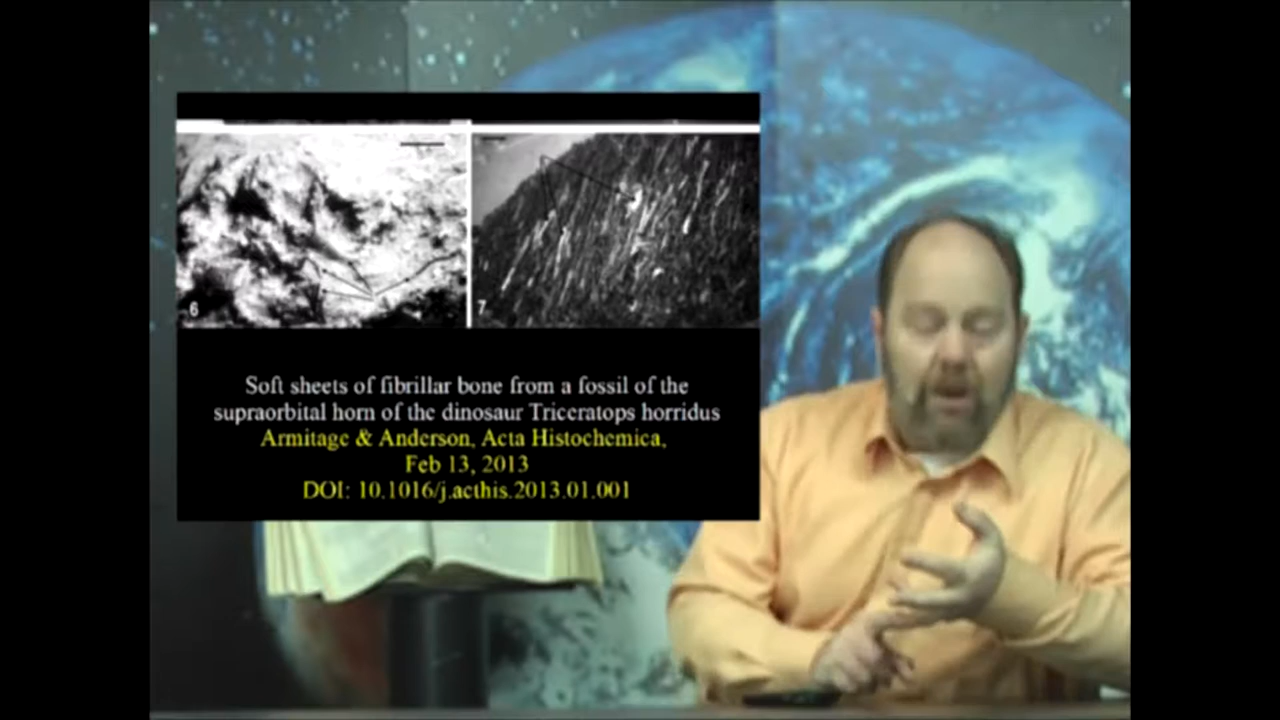 6
7
Soft sheets of fibrillar bone from a fossil of the
supraorbital horn of the dinosaur Triceratops horridus
Armitage & Anderson, Acta Histochemica,
Feb 13, 2013
DOI: 10.1016/j.acthis.2013.01.001